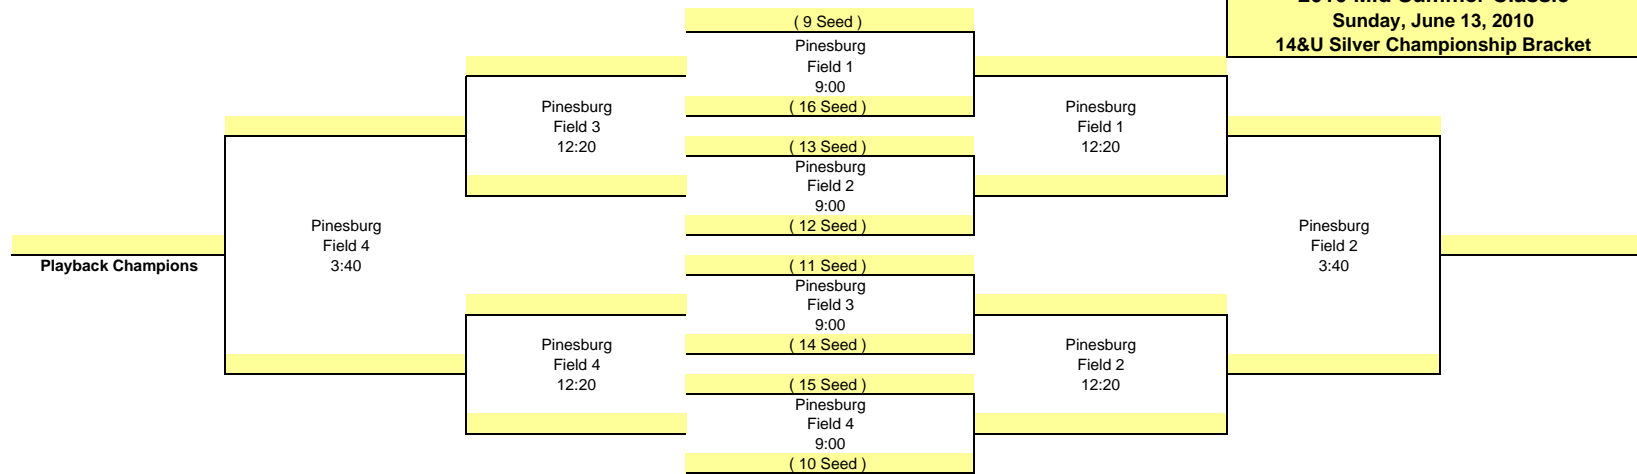 2010 Mid Summer Classic
Sunday, June 13, 2010
14&U Silver Championship Bracket
( 9 Seed )
Pinesburg
Field 1
9:00
( 16 Seed )
Pinesburg
Field 3
12:20
Pinesburg
Field 1
12:20
( 13 Seed )
Pinesburg
Field 2
9:00
( 12 Seed )
Pinesburg
Field 4
3:40
Pinesburg
Field 2
3:40
Playback Champions
( 11 Seed )
Pinesburg
Field 3
9:00
( 14 Seed )
Pinesburg
Field 4
12:20
Pinesburg
Field 2
12:20
( 15 Seed )
Pinesburg
Field 4
9:00
( 10 Seed )